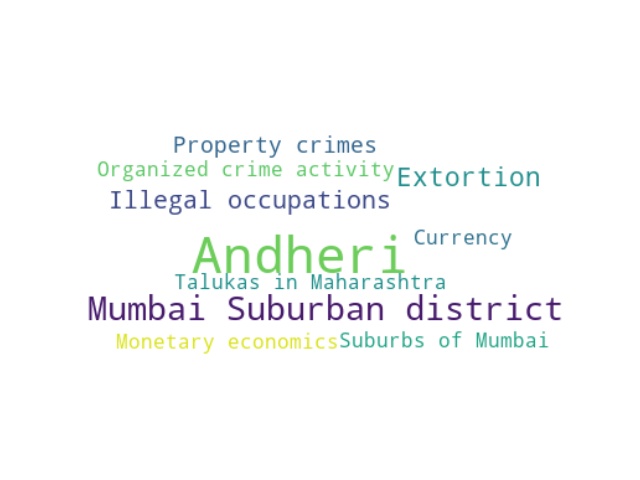 Property crimes
Organized crime activity
Extortion
Illegal occupations
Currency
Andheri
Talukas in Maharashtra
Mumbai Suburban district
Monetary economics
Suburbs of Mumbai